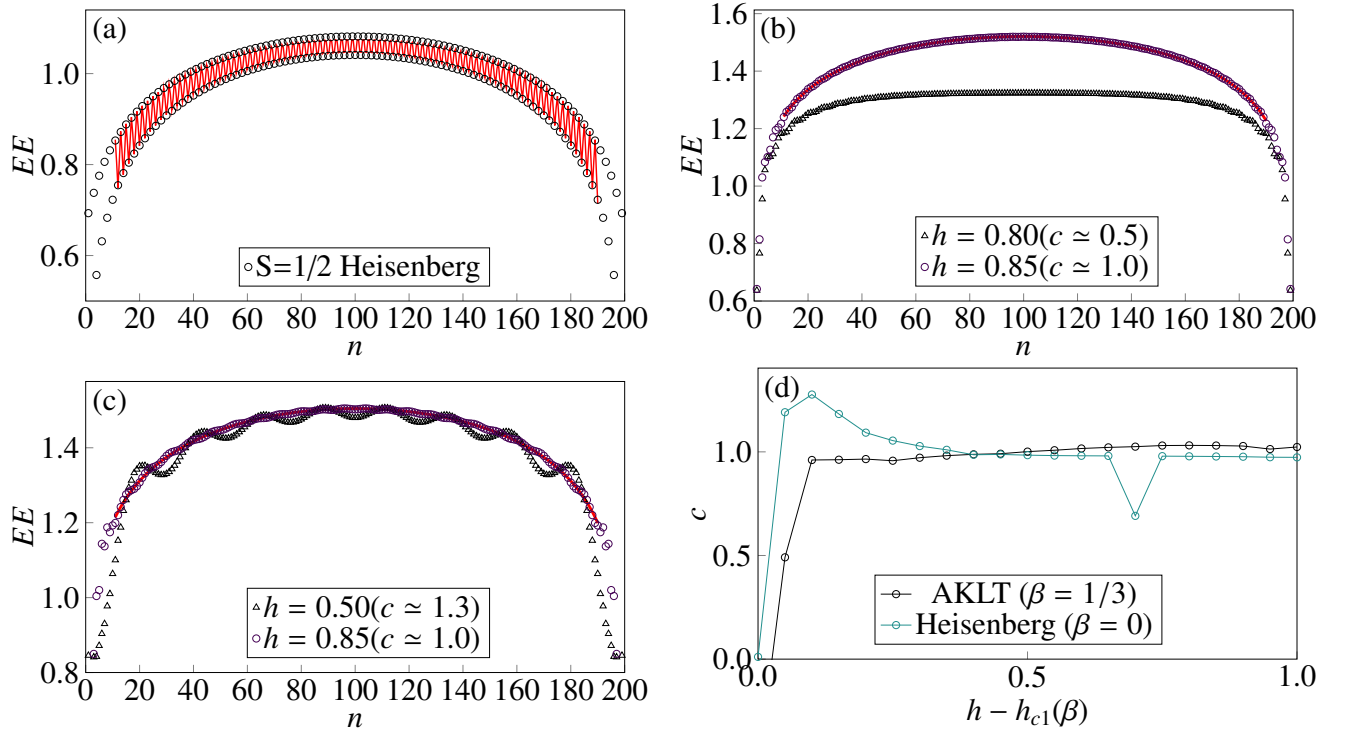 (a)
EE
1.0
0.8
0.6
S=1/2 Heisenberg
0 20 40 60 80 100 120 140 160 180 200
n
(b)
EE
1.6
1.4
1.2
1.0
0.8
0.6
h = 0.80(c ≃ 0.5)
h = 0.85(c ≃ 1.0)
0 20 40 60 80 100 120 140 160 180 200
n
(c)
EE
1.4
1.2
1.0
0.8
h = 0.50(c ≃ 1.3)
h = 0.85(c ≃ 1.0)
0 20 40 60 80 100 120 140 160 180 200
n
(d)
c
1.0
0.5
0.0
AKLT (β = 1/3)
Heisenberg (β = 0)
0.0 0.5 1.0
h − h_{c1}(β)